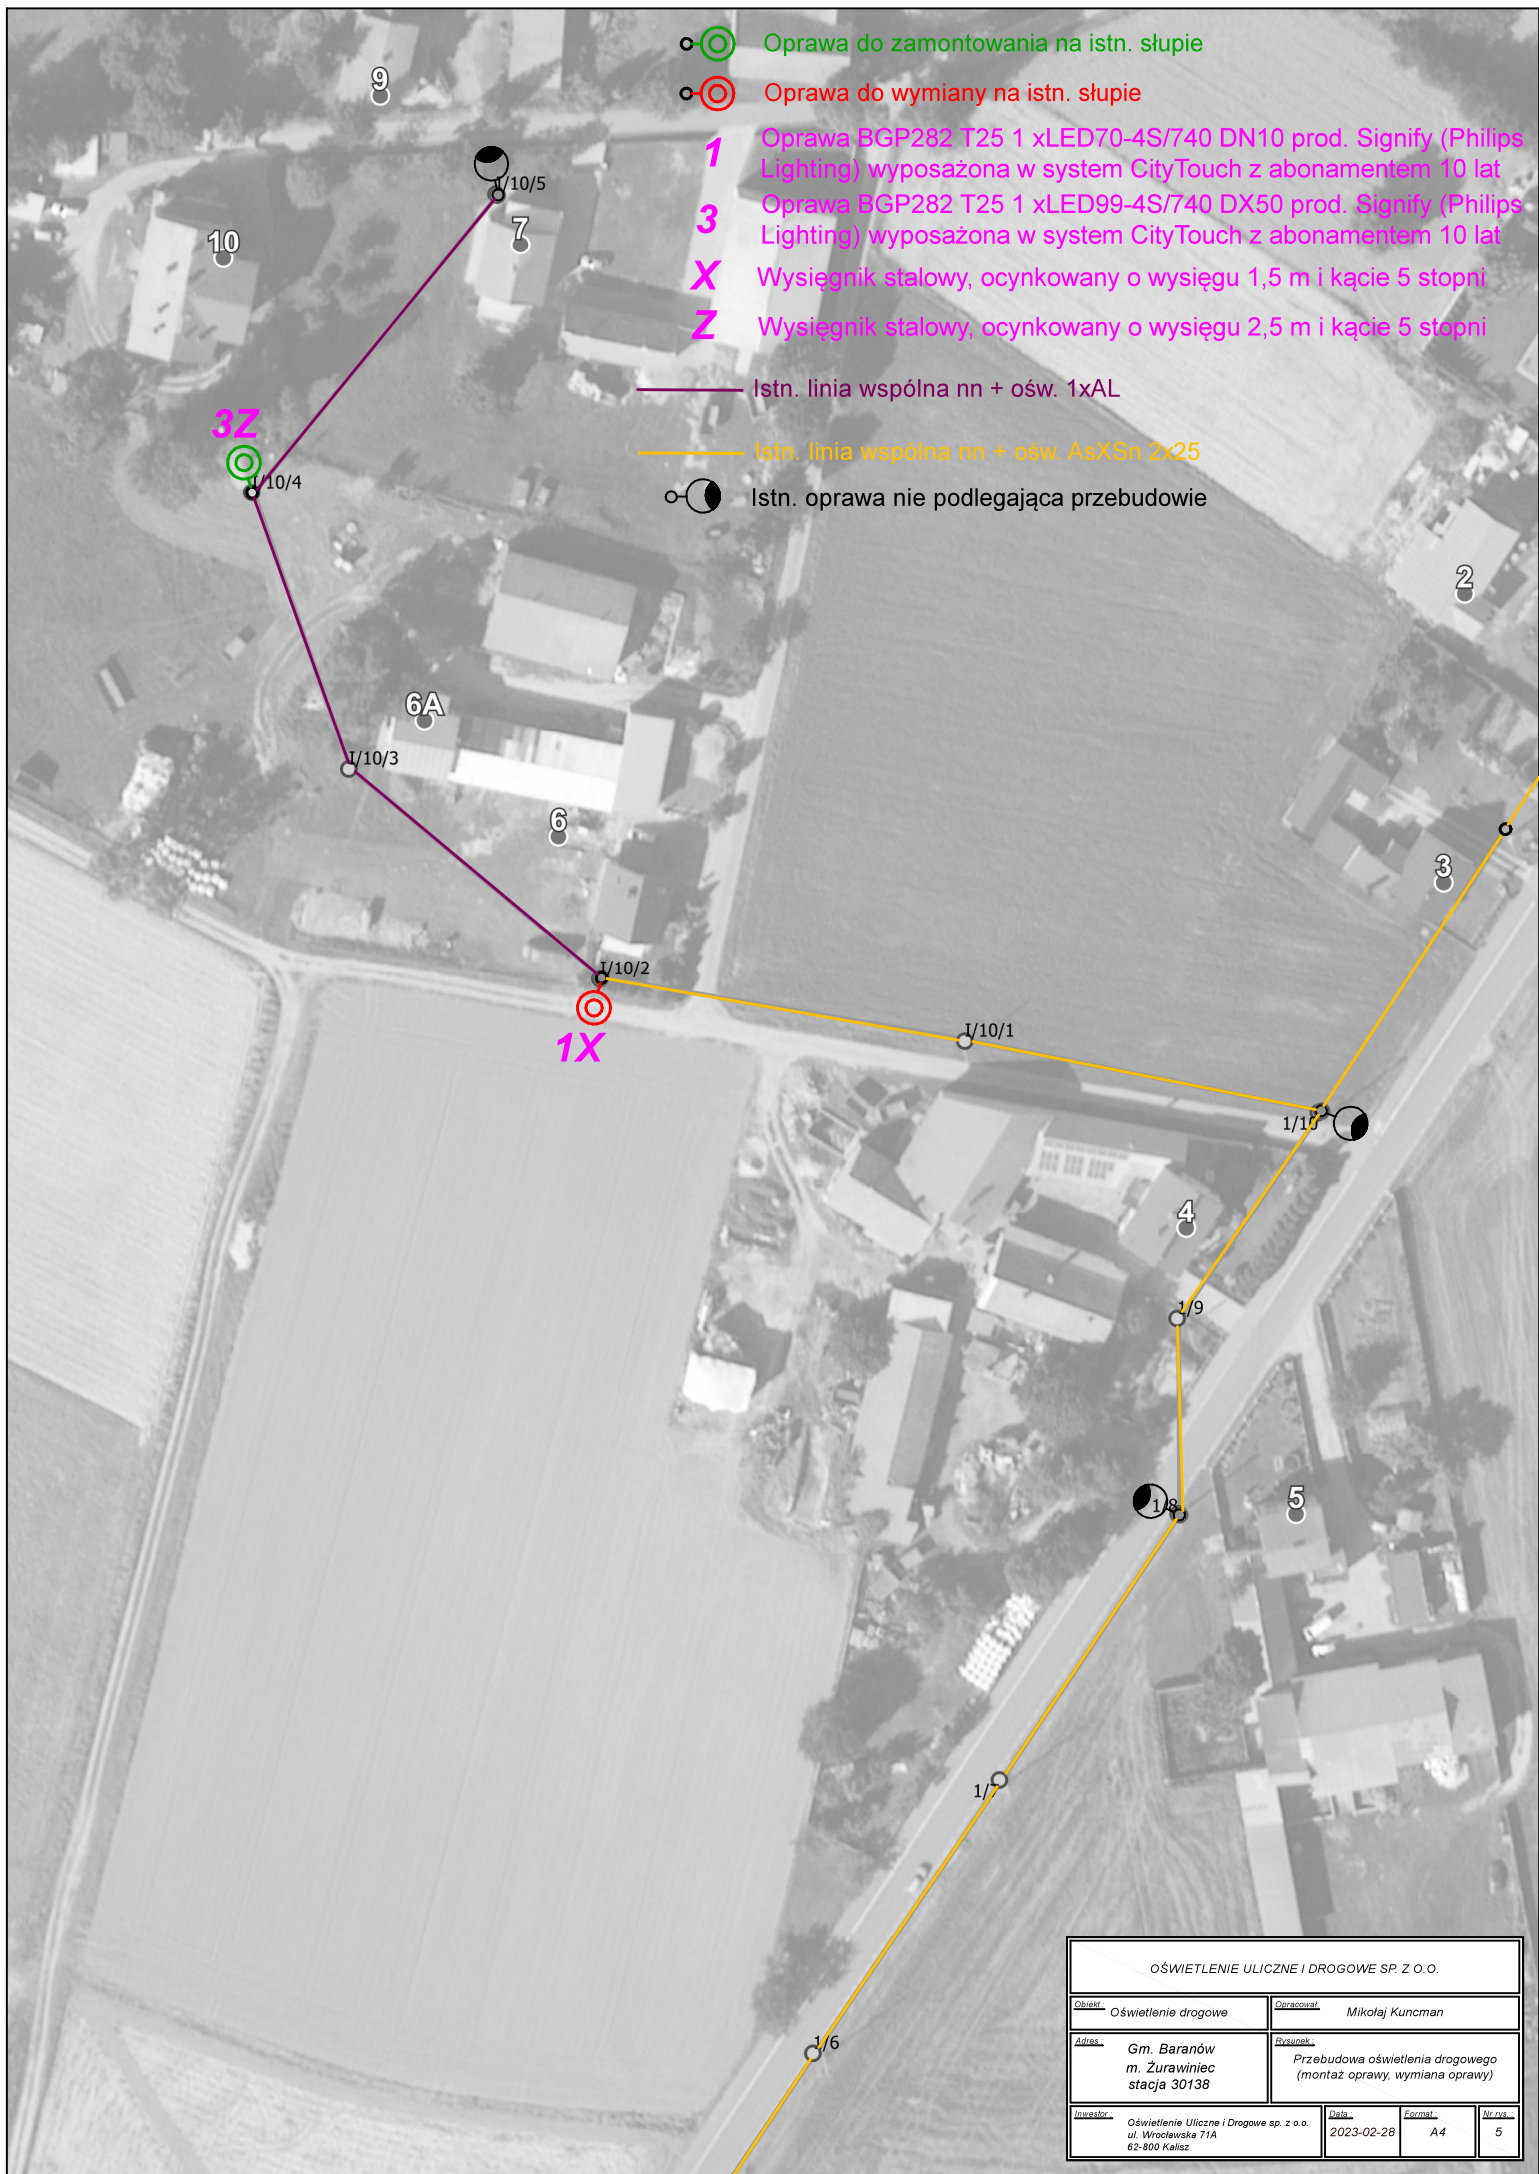 Oprawa do zamontowania na istn. słupie
Oprawa do wymiany na istn. słupie
1 Oprawa BGP282 T25 1 xLED70-4S/740 DN10 prod. Signify (Philips
Lighting) wyposażona w system CityTouch z abonamentem 10 lat
3 Oprawa BGP282 T25 1 xLED99-4S/740 DX50 prod. Signify (Philips
Lighting) wyposażona w system CityTouch z abonamentem 10 lat
X Wysięgnik stalowy, ocynkowany o wysięgu 1,5 m i kącie 5 stopni
Z Wysięgnik stalowy, ocynkowany o wysięgu 2,5 m i kącie 5 stopni
Istn. linia wspólna nn + ośw. 1xAL
Istn. linia wspólna nn + ośw. AsXSn 2x25
Istn. oprawa nie podlegająca przebudowie
9
I/10/5
7
10
3Z
I/10/4
2
6A
I/10/3
6
3
I/10/2
1X
I/10/1
1/10
4
1/9
1/8
5
1/7
1/6
OŚWIETLENIE ULICZNE I DROGOWE SP. Z O.O.
Obiekt : Oświetlenie drogowe
Opracował: Mikołaj Kuncman
Adres : Gm. Baranów
m. Żurawiniec
stacja 30138
Rysunek : Przebudowa oświetlenia drogowego
(montaż oprawy, wymiana oprawy)
Inwestor : Oświetlenie Uliczne i Drogowe sp. z o.o.
ul. Wrocławska 71A
62-800 Kalisz
Data : 2023-02-28
Format : A4
Nr rys. : 5